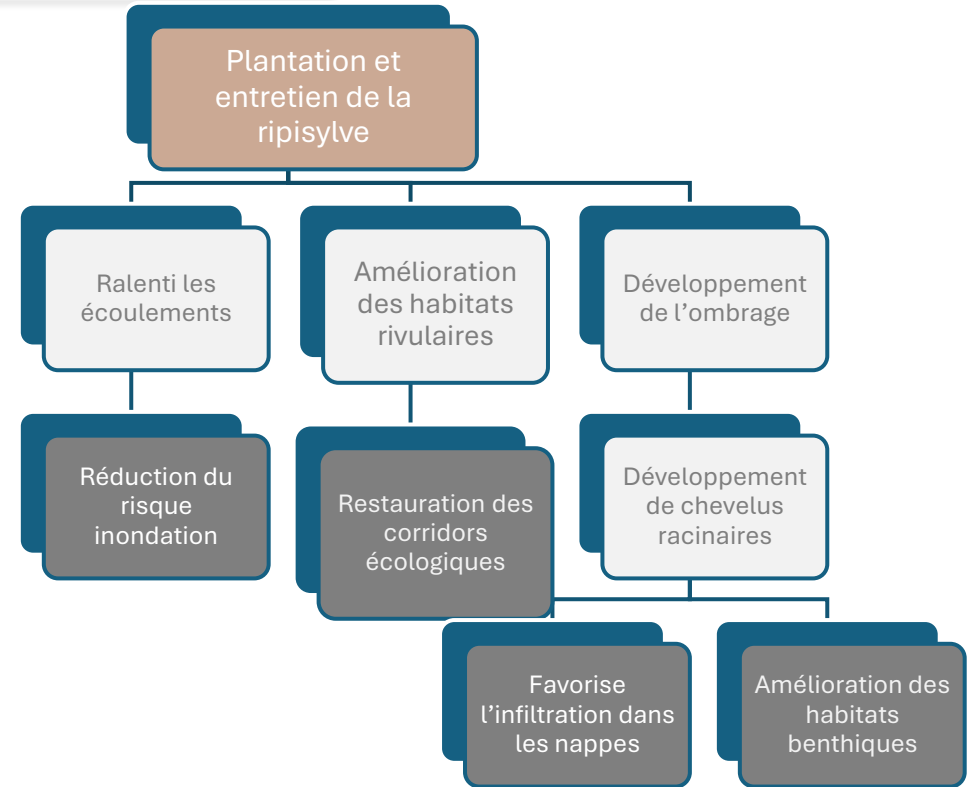 Plantation et
entretien de la
ripisylve
Ralenti les
écoulements
Amélioration
des habitats
rivulaires
Développement
de l’ombrage
Réduction du
risque
inondation
Restauration des
corridors
écologiques
Développement
de chevelus
racinaires
Favorise
l’infiltration dans
les nappes
Amélioration des
habitats
benthiques